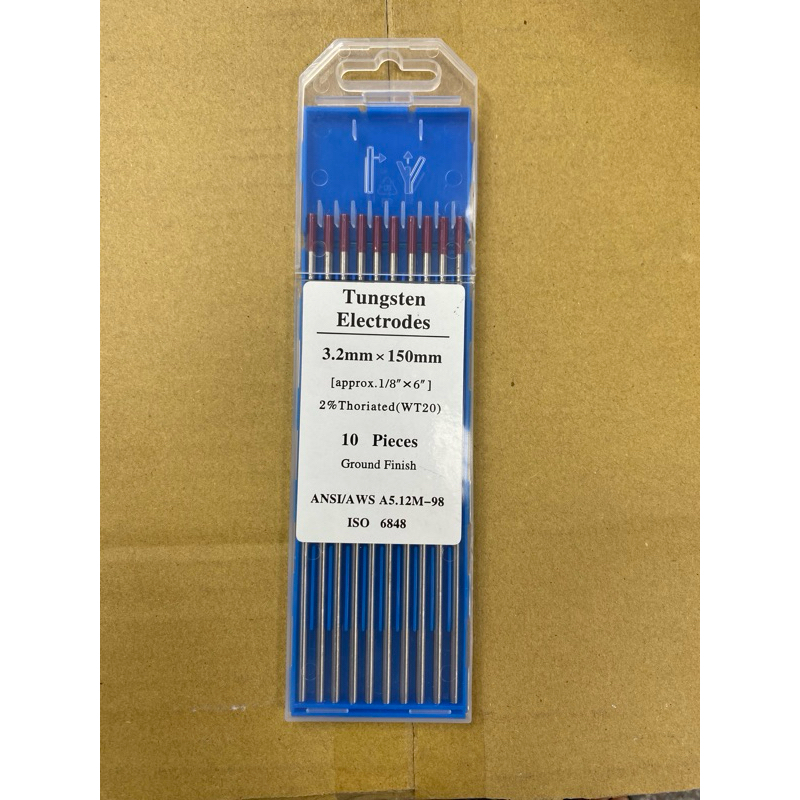 Tungsten
Electrodes
3.2mm×150mm
[approx.1/8″×6″]
2%Thoriated(WT20)
10 Pieces
Ground Finish
ANSI/AWS A5.12M-98
ISO 6848